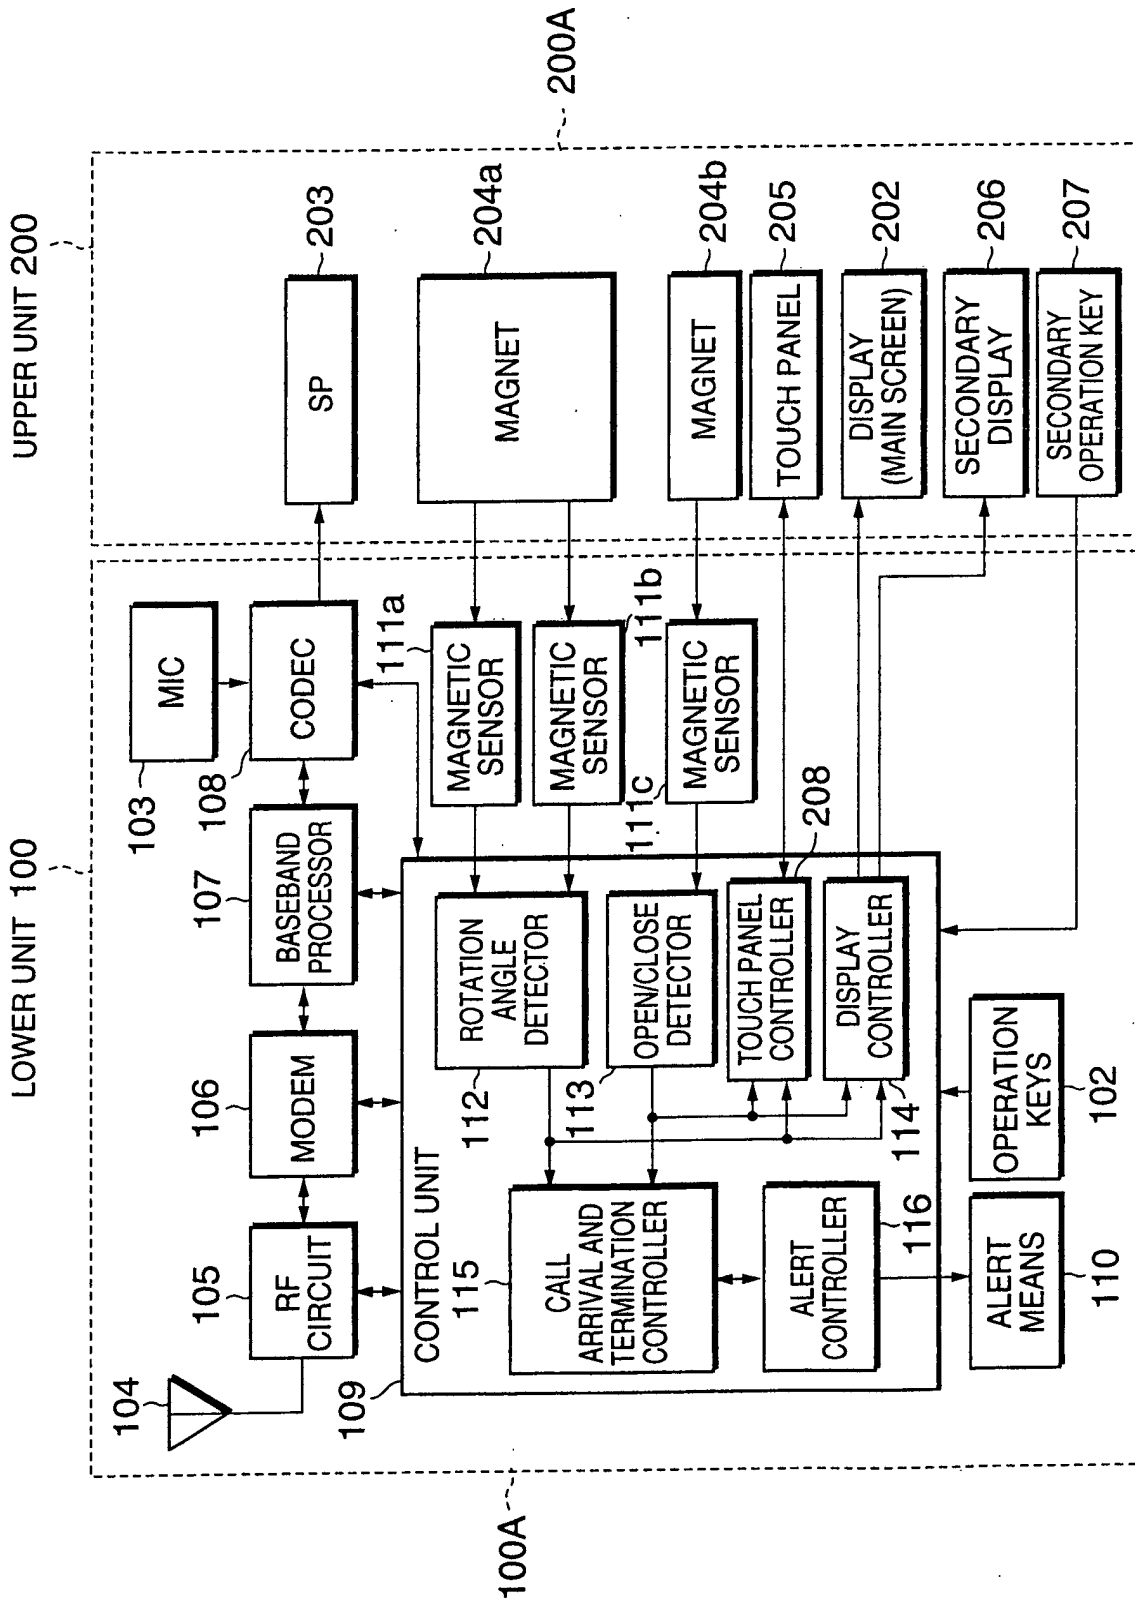 LOWER UNIT 100
UPPER UNIT 200
100A
200A
104
105
RF
CIRCUIT
106
MODEM
107
BASEBAND
PROCESSOR
108
CODEC
103
MIC
SP
203
109
CONTROL UNIT
115
CALL
ARRIVAL AND
TERMINATION
CONTROLLER
112
ROTATION
ANGLE
DETECTOR
111a
MAGNETIC
SENSOR
MAGNETIC
SENSOR
111b
MAGNET
204a
113
OPEN/CLOSE
DETECTOR
111c
MAGNETIC
SENSOR
MAGNET
204b
TOUCH PANEL
CONTROLLER
208
TOUCH PANEL
205
ALERT
CONTROLLER
116
DISPLAY
CONTROLLER
114
DISPLAY
(MAIN SCREEN)
202
SECONDARY
DISPLAY
206
SECONDARY
OPERATION KEY
207
ALERT
MEANS
110
OPERATION
KEYS
102